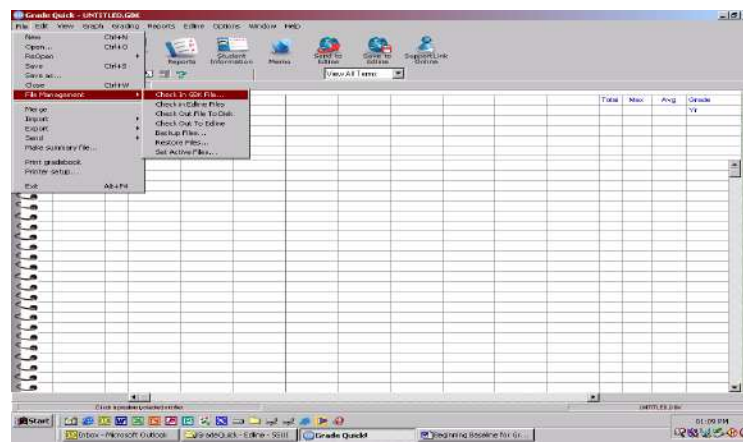 Grade Quick - UNTITLED.GBK
File Edit View Graph Grading Reports Edline Options Window Help
New Ctrl+N
Open... Ctrl+O
ReOpen
Save Ctrl+S
Save as...
Close Ctrl+W
File Management
Merge
Import
Export
Send
Make summary file...
Print gradebook
Printer setup...
Exit Alt+F4
Check In GBK File...
Check in Edline Files
Check Out File To Disk
Check Out To Edline
Backup Files...
Restore Files...
Set Active Files...
Reports
Student Information
Memo
Send to Edline
Save to Edline
SupportLink Online
View All Terms
Total Max Avg Grade
Yr
UNTITLED.GBK
Start
Inbox - Microsoft Outlook
GradeQuick - Edline - 5501
Grade Quick!
Beginning Baseline for Gr...
01:09 PM